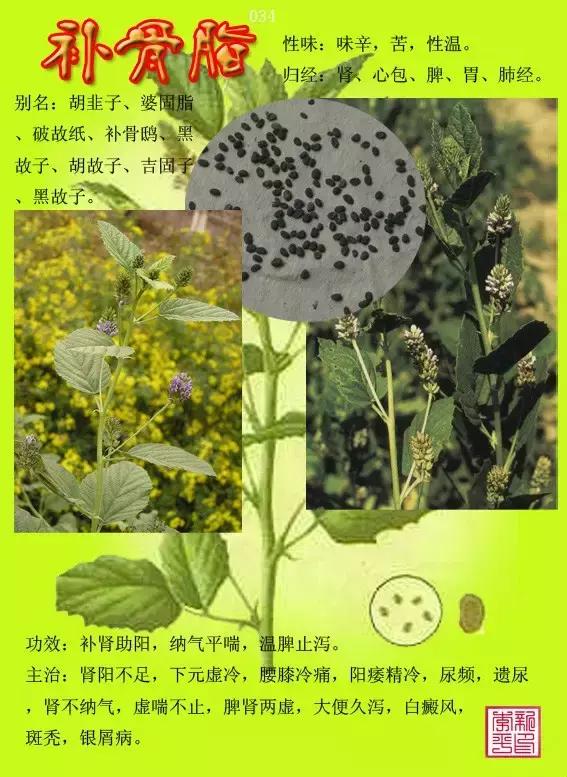 034
补骨脂
性味：味辛，苦，性温。
归经：肾、心包、脾、胃、肺经。
别名：胡韭子、婆固脂
、破故纸、补骨鸱、黑
故子、胡故子、吉固子
、黑故子。
功效：补肾助阳，纳气平喘，温脾止泻。
主治：肾阳不足，下元虚冷，腰膝冷痛，阳痿精冷，尿频，遗尿
，肾不纳气，虚喘不止，脾肾两虚，大便久泻，白癜风，
斑秃，银屑病。